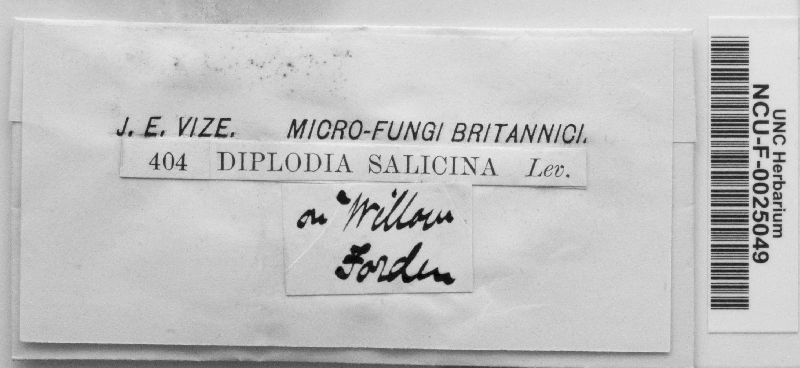 J. E. VIZE. MICRO-FUNGI BRITANNICI.
404 DIPLODIA SALICINA Lev.
on Willow
Forden
UNC Herbarium
NCU-F-0025049